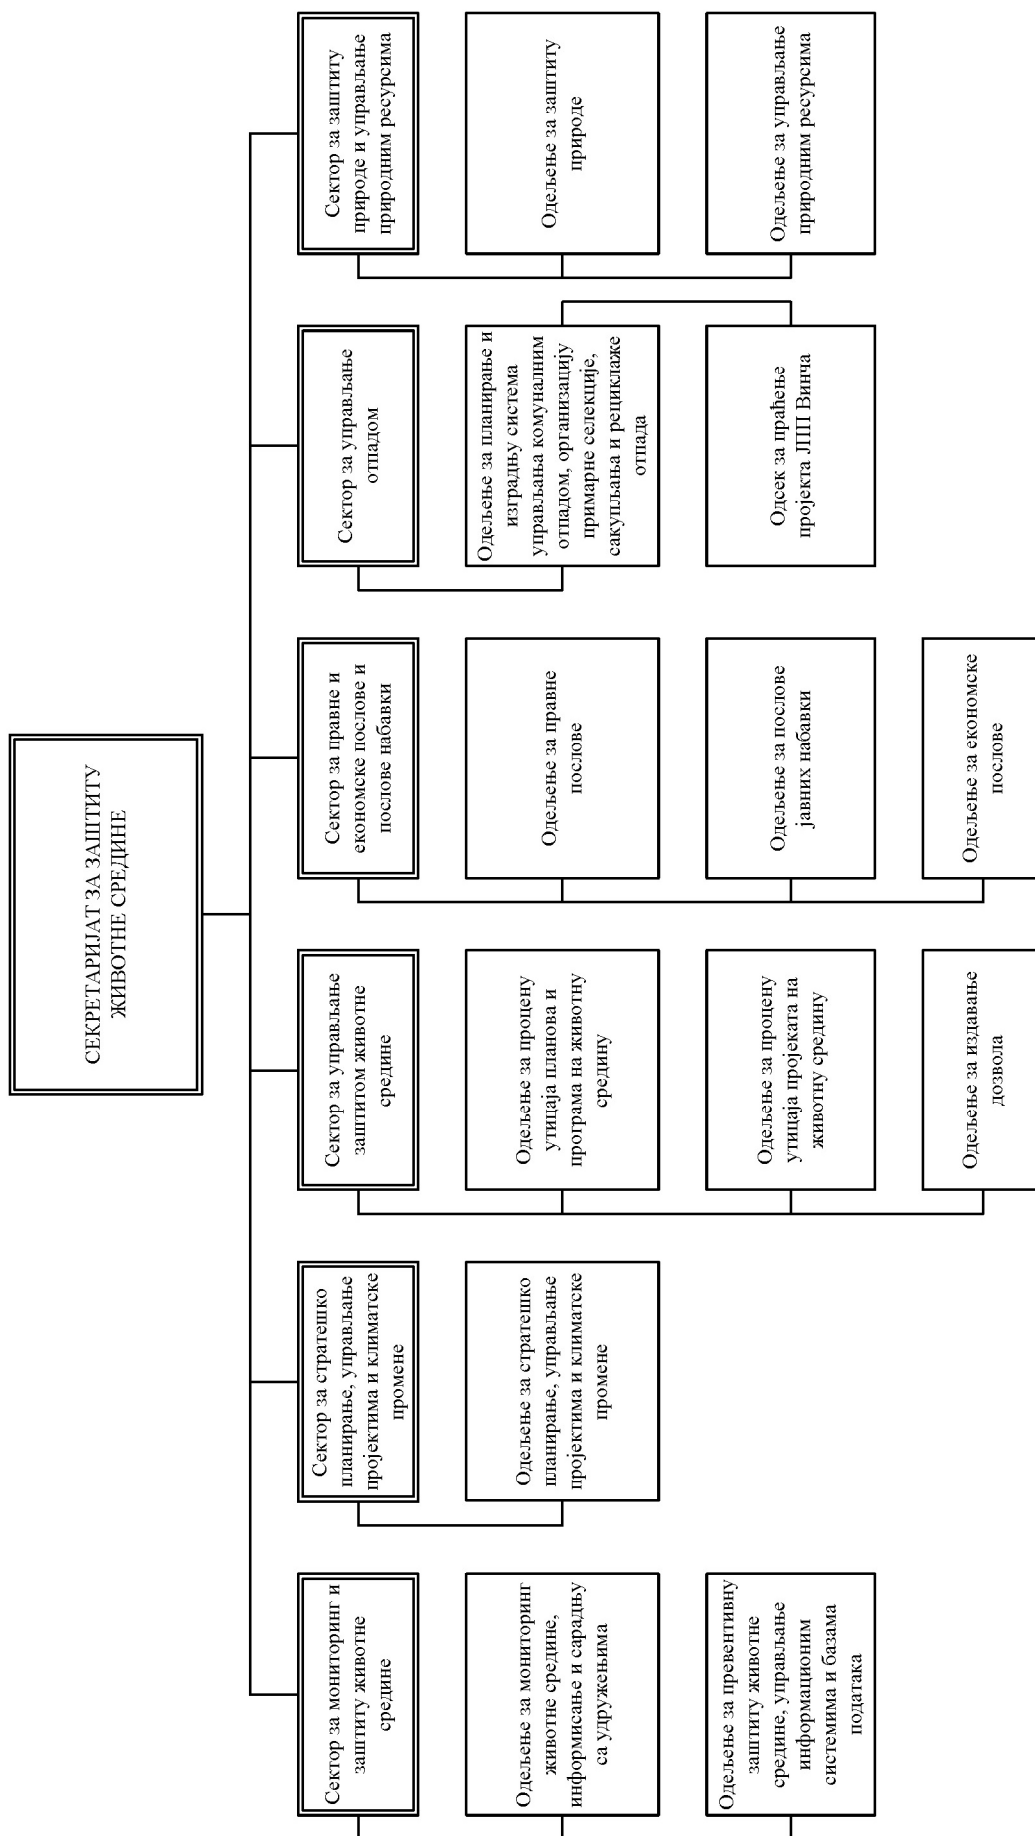 СЕКРЕТАРИЈАТ ЗА ЗАШТИТУ
ЖИВОТНЕ СРЕДИНЕ
Сектор за мониторинг и
заштиту животне
средине
Одељење за мониторинг
животне средине,
информисање и сарадњу
са удружењима
Одељење за превентивну
заштиту животне
средине, управљање
информационим
системима и базама
података
Сектор за стратешко
планирање, управљање
пројектима и климатске
промене
Одељење за стратешко
планирање, управљање
пројектима и климатске
промене
Сектор за управљање
заштитом животне
средине
Одељење за процену
утицаја планова и
програма на животну
средину
Одељење за процену
утицаја пројеката на
животну средину
Одељење за издавање
дозвола
Сектор за правне и
економске послове и
послове набавки
Одељење за правне
послове
Одељење за послове
јавних набавки
Одељење за економске
послове
Сектор за управљање
отпадом
Одељење за планирање и
изградњу система
управљања комуналним
отпадом, организацију
примарне селекције,
сакупљања и рециклаже
отпада
Одсек за праћење
пројекта ЈПП Винча
Сектор за заштиту
природе и управљање
природним ресурсима
Одељење за заштиту
природе
Одељење за управљање
природним ресурсима